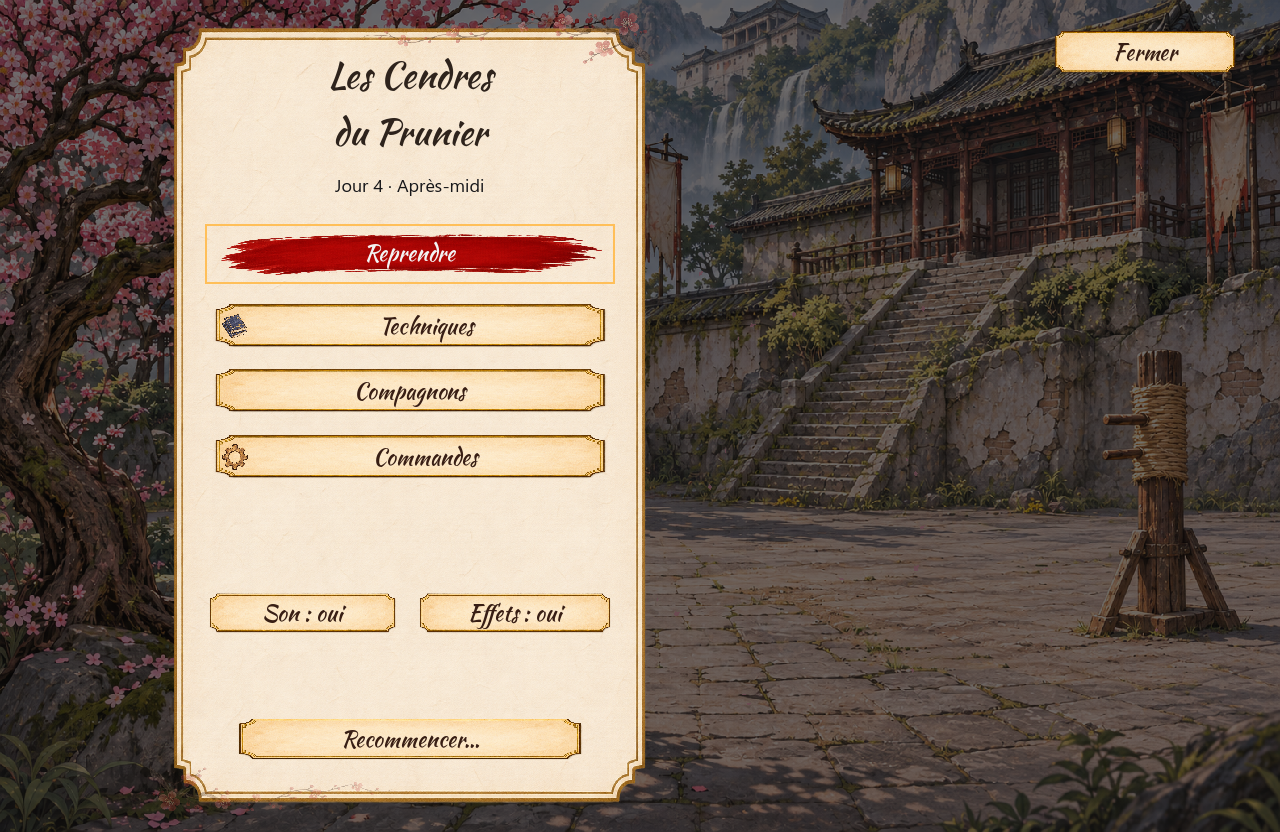 Les Cendres
du Prunier
Jour 4 · Après-midi
Reprendre
Techniques
Compagnons
Commandes
Son : oui
Effets : oui
Recommencer...
Fermer